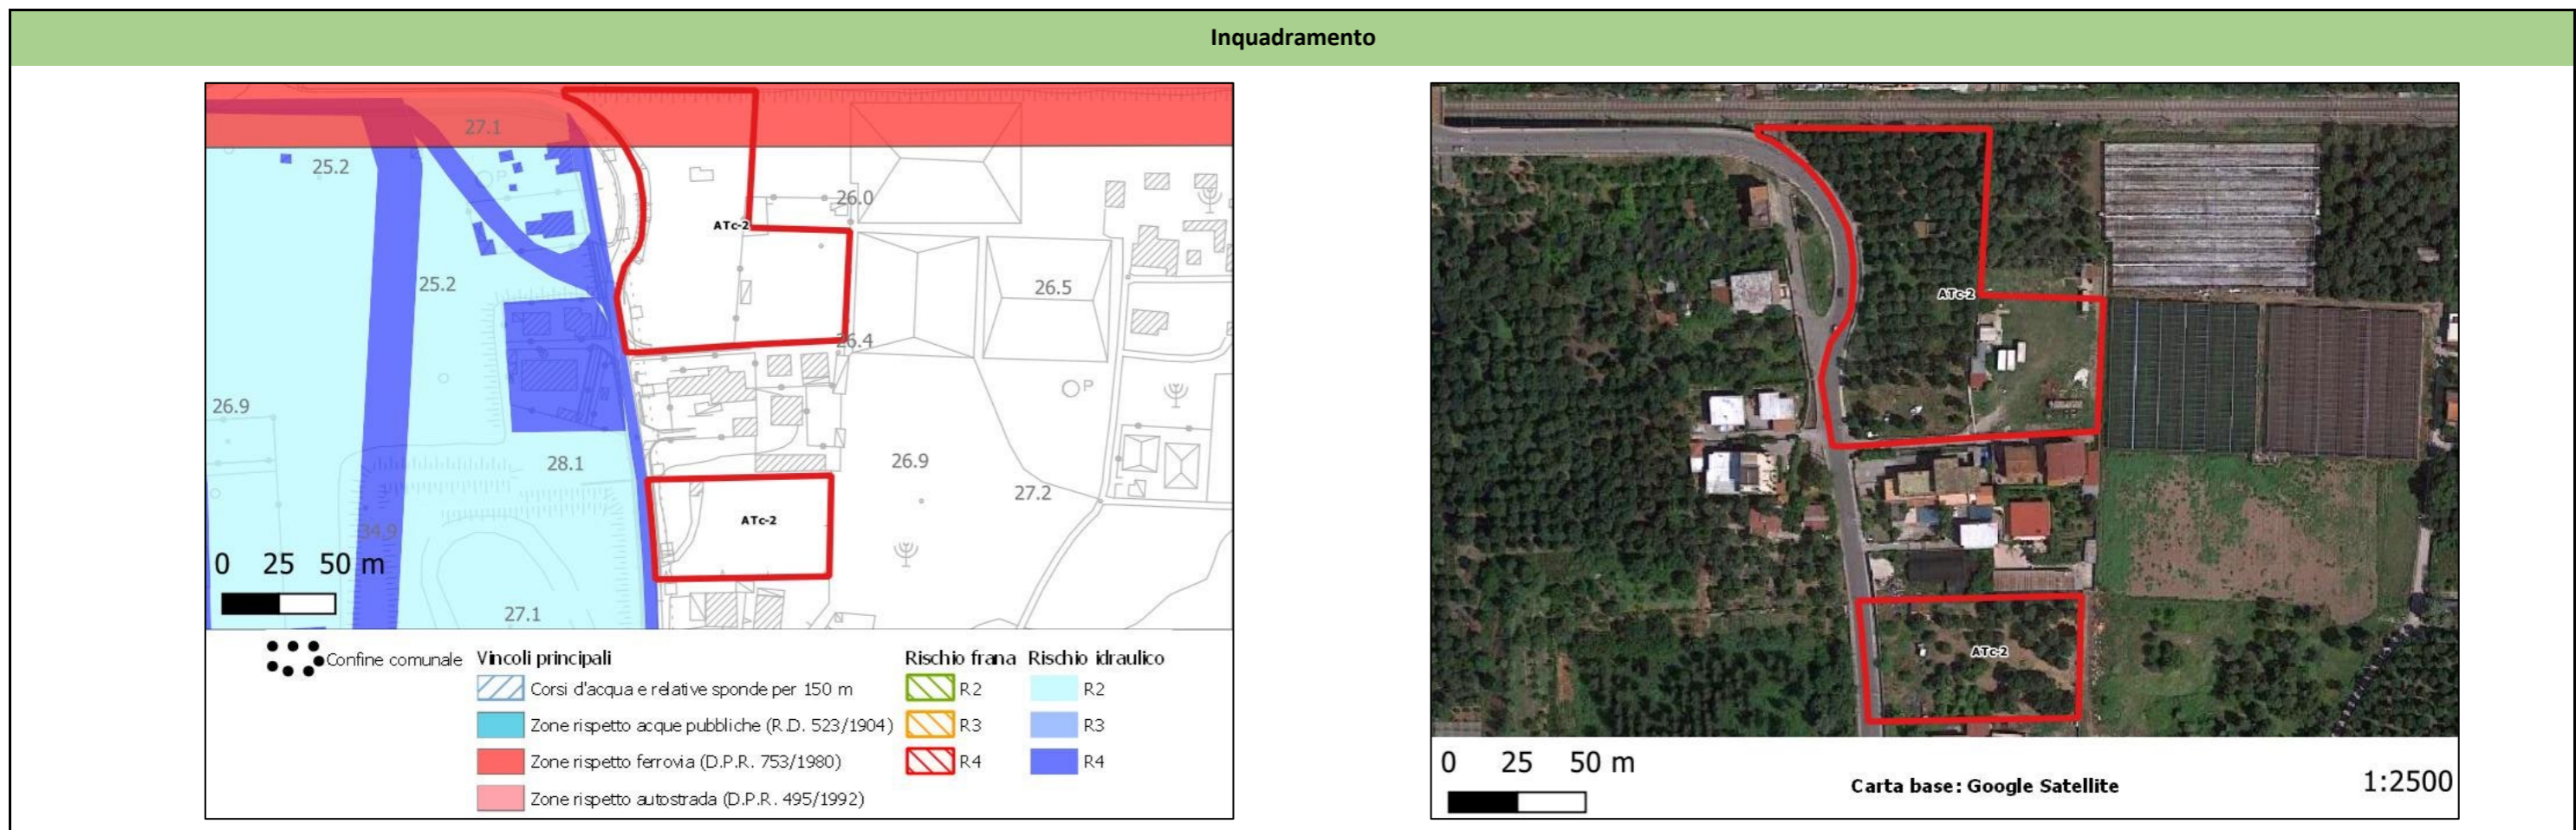 Inquadramento
27.1
25.2
P
26.0
ATc-2
25.2
26.5
26.4
P
26.9
28.1
26.9
27.2
ATc-2
34.9
0 25 50 m
27.1
Confine comunale
Vincoli principali
Corsi d'acqua e relative sponde per 150 m
Zone rispetto acque pubbliche (R.D. 523/1904)
Zone rispetto ferrovia (D.P.R. 753/1980)
Zone rispetto autostrada (D.P.R. 495/1992)
Rischio frana
R2
R3
R4
Rischio idraulico
R2
R3
R4
ATc-2
ATc-2
0 25 50 m
Carta base: Google Satellite
1:2500